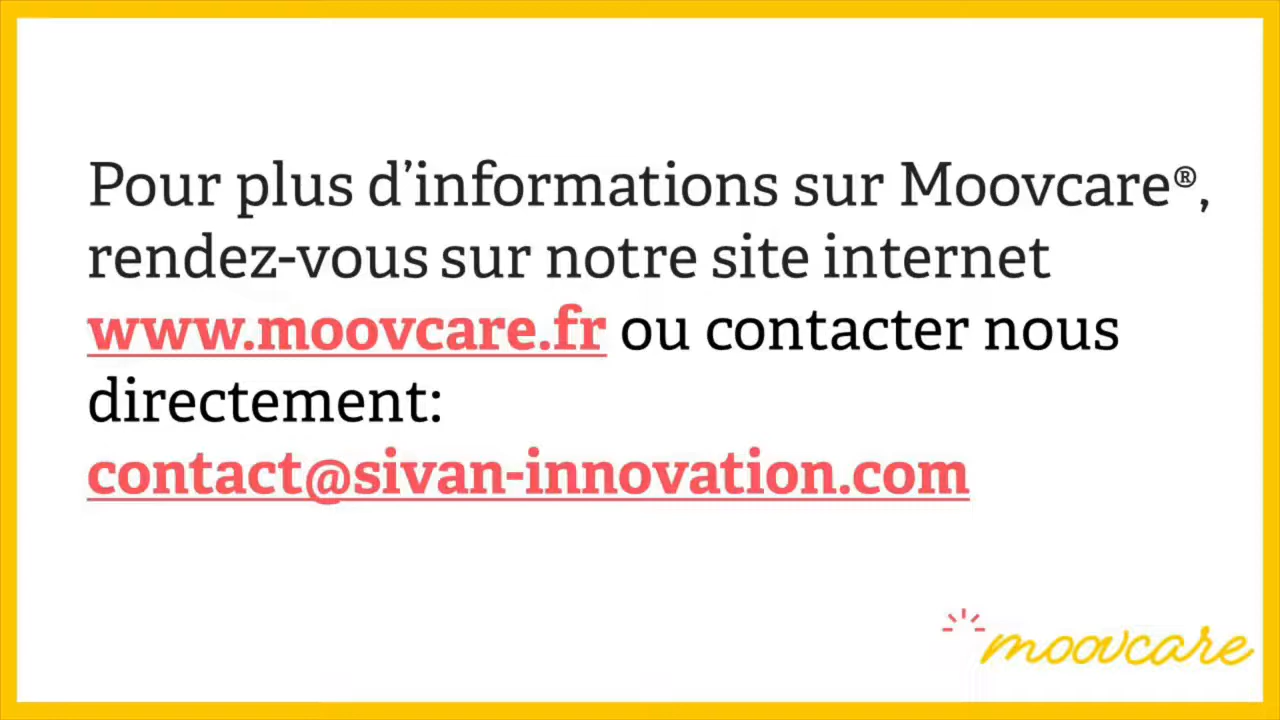 Pour plus d’informations sur Moovcare®,
rendez-vous sur notre site internet
www.moovcare.fr ou contacter nous
directement:
contact@sivan-innovation.com
moovcare